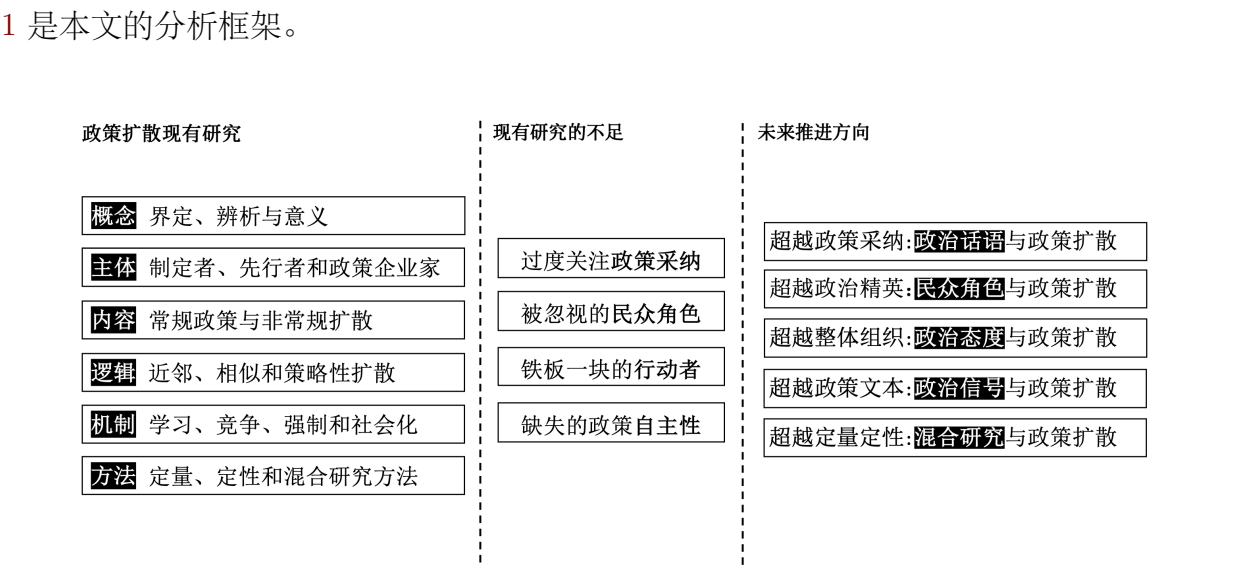 1 是本文的分析框架。
政策扩散现有研究
概念 界定、辨析与意义
主体 制定者、先行者和政策企业家
内容 常规政策与非常规扩散
逻辑 近邻、相似和策略性扩散
机制 学习、竞争、强制和社会化
方法 定量、定性和混合研究方法
现有研究的不足
过度关注政策采纳
被忽视的民众角色
铁板一块的行动者
缺失的政策自主性
未来推进方向
超越政策采纳:政治话语与政策扩散
超越政治精英:民众角色与政策扩散
超越整体组织:政治态度与政策扩散
超越政策文本:政治信号与政策扩散
超越定量定性:混合研究与政策扩散